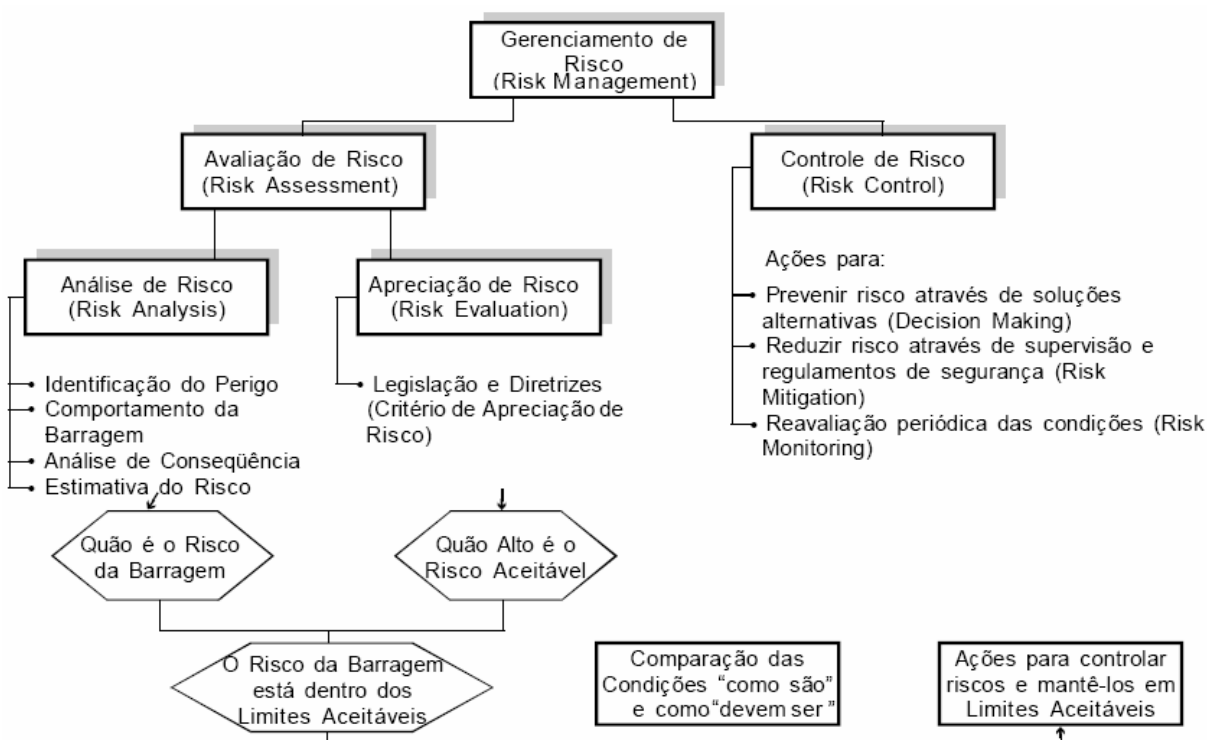 Gerenciamento de
Risco
(Risk Management)
Avaliação de Risco
(Risk Assessment)
Controle de Risco
(Risk Control)
Análise de Risco
(Risk Analysis)
Apreciação de Risco
(Risk Evaluation)
Ações para:
Prevenir risco através de soluções
alternativas (Decision Making)
Reduzir risco através de supervisão e
regulamentos de segurança (Risk
Mitigation)
Reavaliação periódica das condições (Risk
Monitoring)
Identificação do Perigo
Comportamento da
Barragem
Análise de Conseqüência
Estimativa do Risco
Legislação e Diretrizes
(Critério de Apreciação de
Risco)
Quão é o Risco
da Barragem
Quão Alto é o
Risco Aceitável
O Risco da Barragem
está dentro dos
Limites Aceitáveis
Comparação das
Condições “como são”
e como “devem ser”
Ações para controlar
riscos e mantê-los em
Limites Aceitáveis